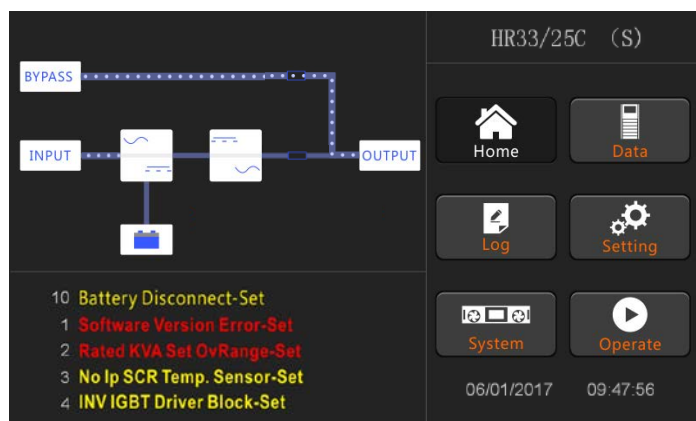 HR33/25C （S）
BYPASS
INPUT
OUTPUT
Home
Data
Log
Setting
System
Operate
10 Battery Disconnect-Set
1 Software Version Error-Set
2 Rated KVA Set OvRange-Set
3 No Ip SCR Temp. Sensor-Set
4 INV IGBT Driver Block-Set
06/01/2017 09:47:56